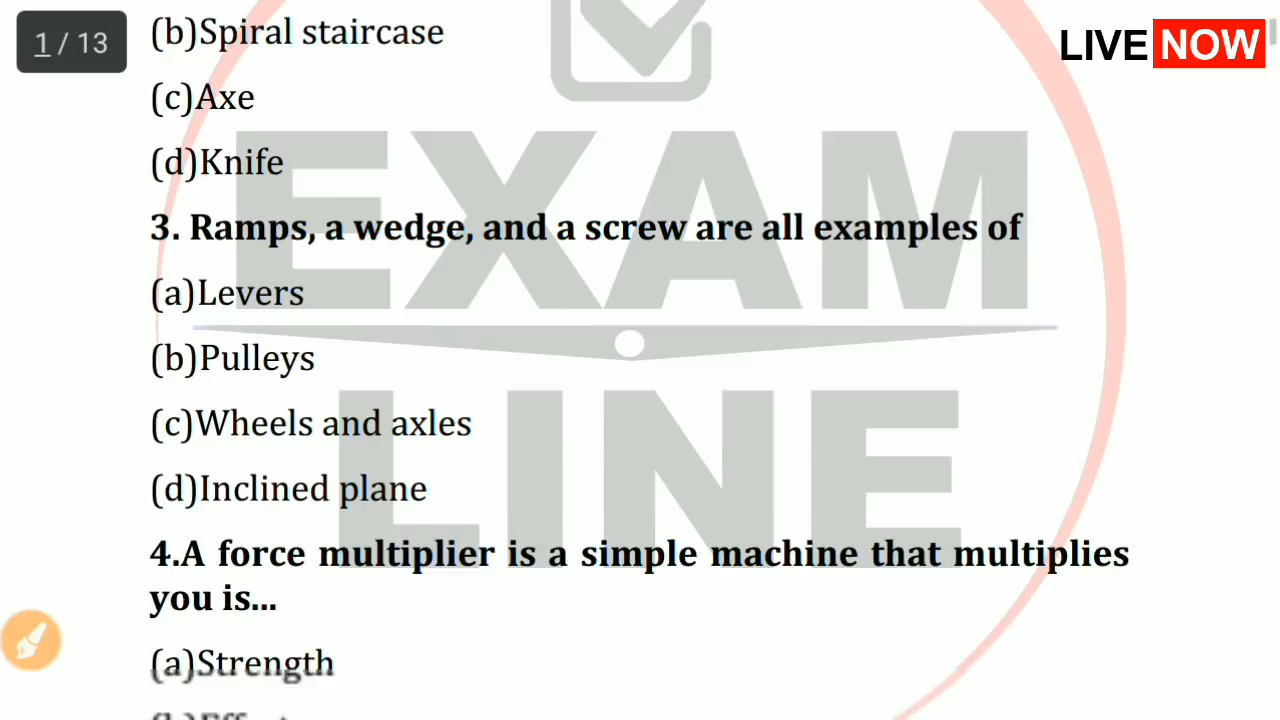 1 / 13
LIVE NOW
(b)Spiral staircase
(c)Axe
(d)Knife
3. Ramps, a wedge, and a screw are all examples of
(a)Levers
(b)Pulleys
(c)Wheels and axles
(d)Inclined plane
4.A force multiplier is a simple machine that multiplies
you is...
(a)Strength
EXAM
LINE